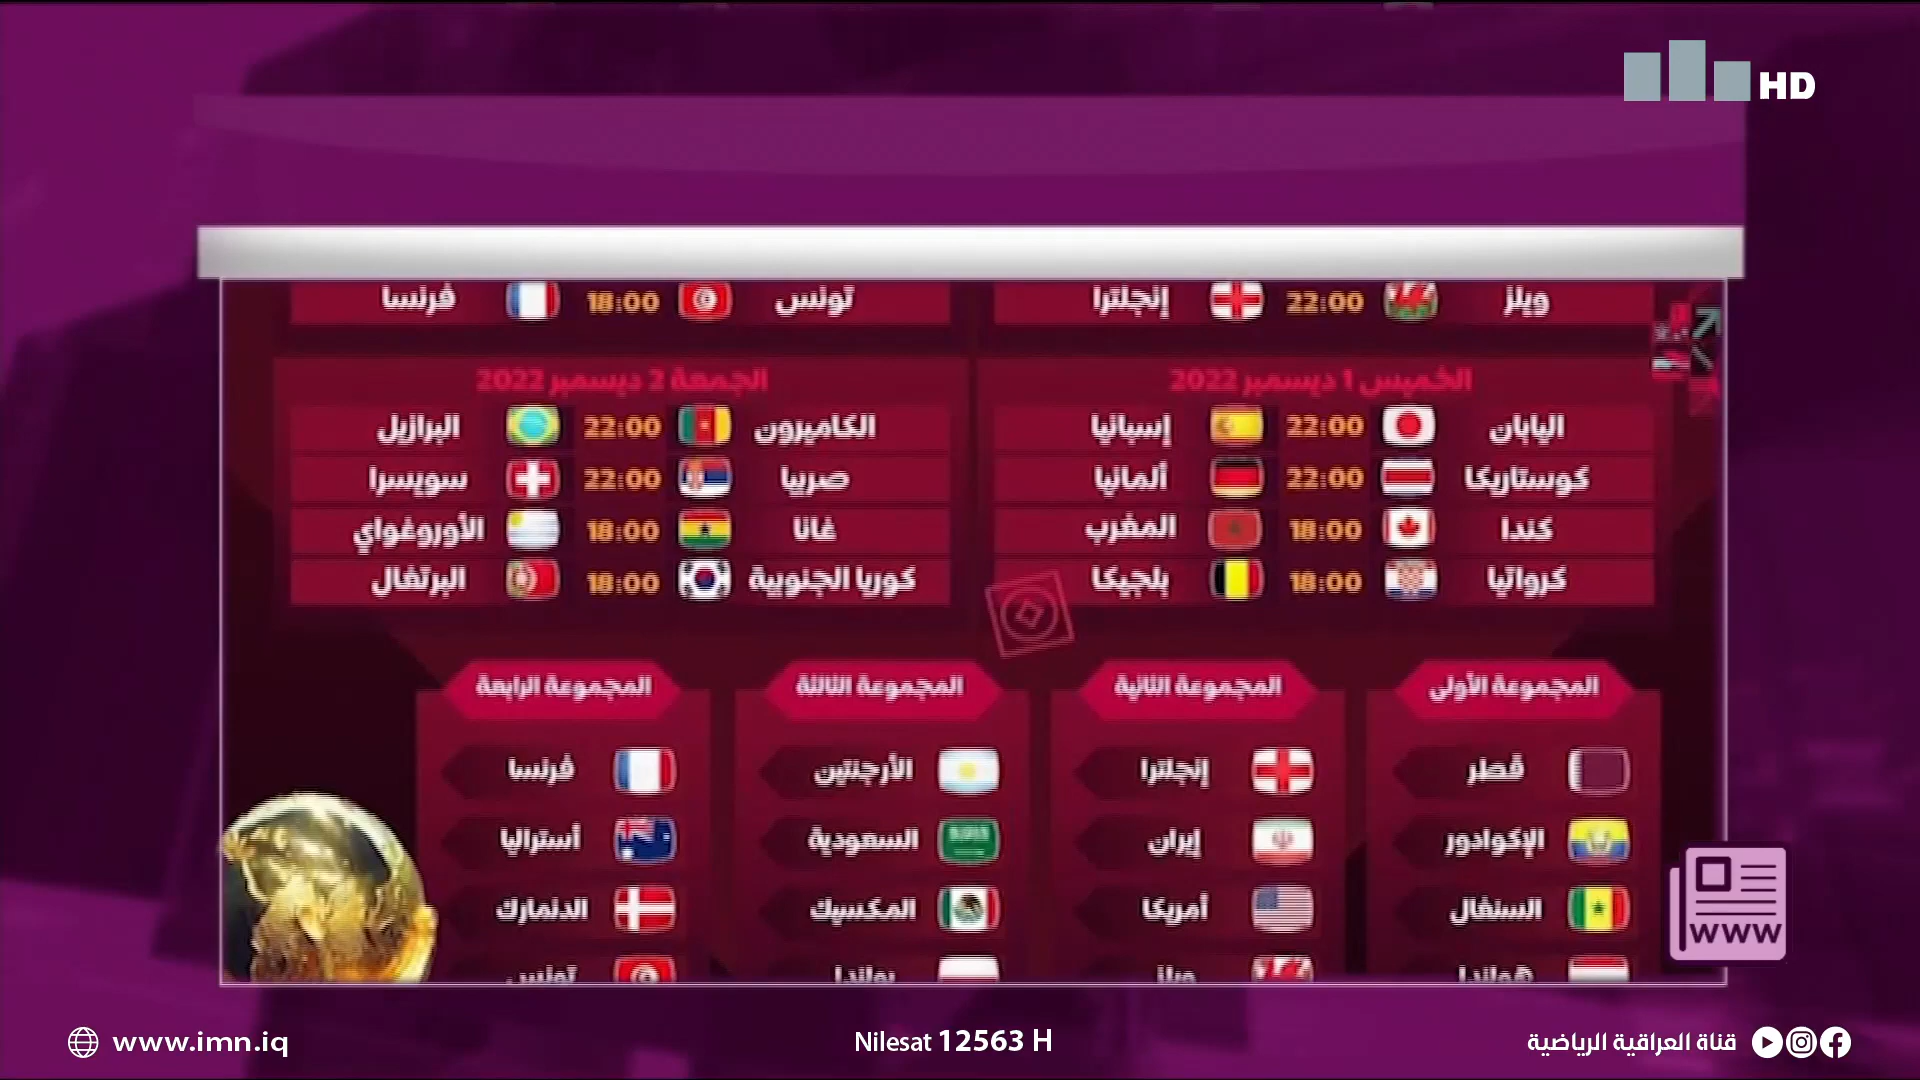 HD
ويلز 22:00 إنجلترا
تونس 18:00 فرنسا
الخميس 1 ديسمبر 2022
اليابان 22:00 إسبانيا
كوستاريكا 22:00 ألمانيا
كندا 18:00 المغرب
كرواتيا 18:00 بلجيكا
الجمعة 2 ديسمبر 2022
الكاميرون 22:00 البرازيل
صربيا 22:00 سويسرا
غانا 18:00 الأوروغواي
كوريا الجنوبية 18:00 البرتغال
المجموعة الأولى
قطر
الإكوادور
السنغال
هولندا
المجموعة الثانية
إنجلترا
إيران
أمريكا
ويلز
المجموعة الثالثة
الأرجنتين
السعودية
المكسيك
بولندا
المجموعة الرابعة
فرنسا
أستراليا
الدنمارك
تونس
www
قناة العراقية الرياضية
Nilesat 12563 H
www.imn.iq